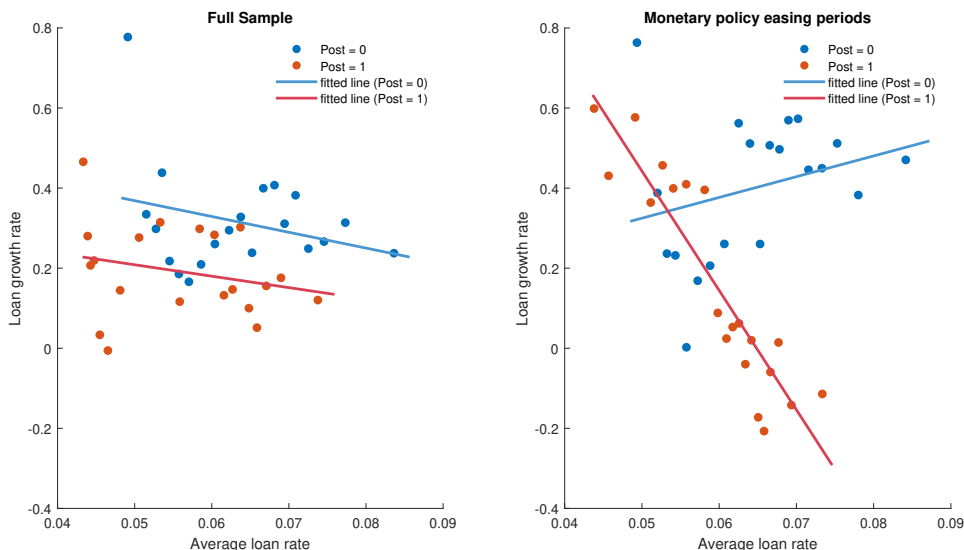 Full Sample
0.8
0.6
0.4
0.2
0
-0.2
-0.4
Loan growth rate
0.04
0.05
0.06
0.07
0.08
0.09
Average loan rate
Post = 0
Post = 1
fitted line (Post = 0)
fitted line (Post = 1)
Monetary policy easing periods
0.8
0.6
0.4
0.2
0
-0.2
-0.4
Loan growth rate
0.04
0.05
0.06
0.07
0.08
0.09
Average loan rate
Post = 0
Post = 1
fitted line (Post = 0)
fitted line (Post = 1)